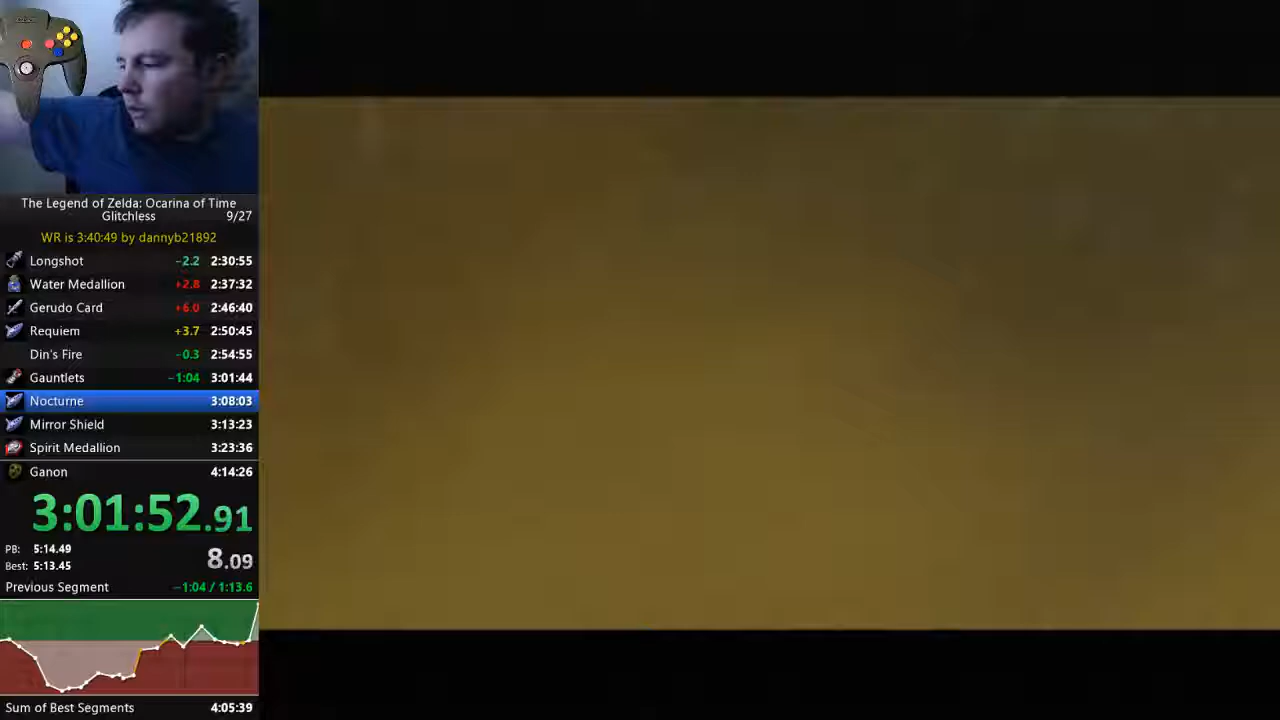 The Legend of Zelda: Ocarina of Time
Glitchless 9/27
WR is 3:40:49 by dannyb21892
Longshot -2.2 2:30:55
Water Medallion +2.8 2:37:32
Gerudo Card +6.0 2:46:40
Requiem +3.7 2:50:45
Din's Fire -0.3 2:54:55
Gauntlets -1:04 3:01:44
Nocturne 3:08:03
Mirror Shield 3:13:23
Spirit Medallion 3:23:36
Ganon 4:14:26
3:01:52.91
PB: 5:14.49
Best: 5:13.45
8.09
Previous Segment -1:04 / 1:13.6
Sum of Best Segments 4:05:39